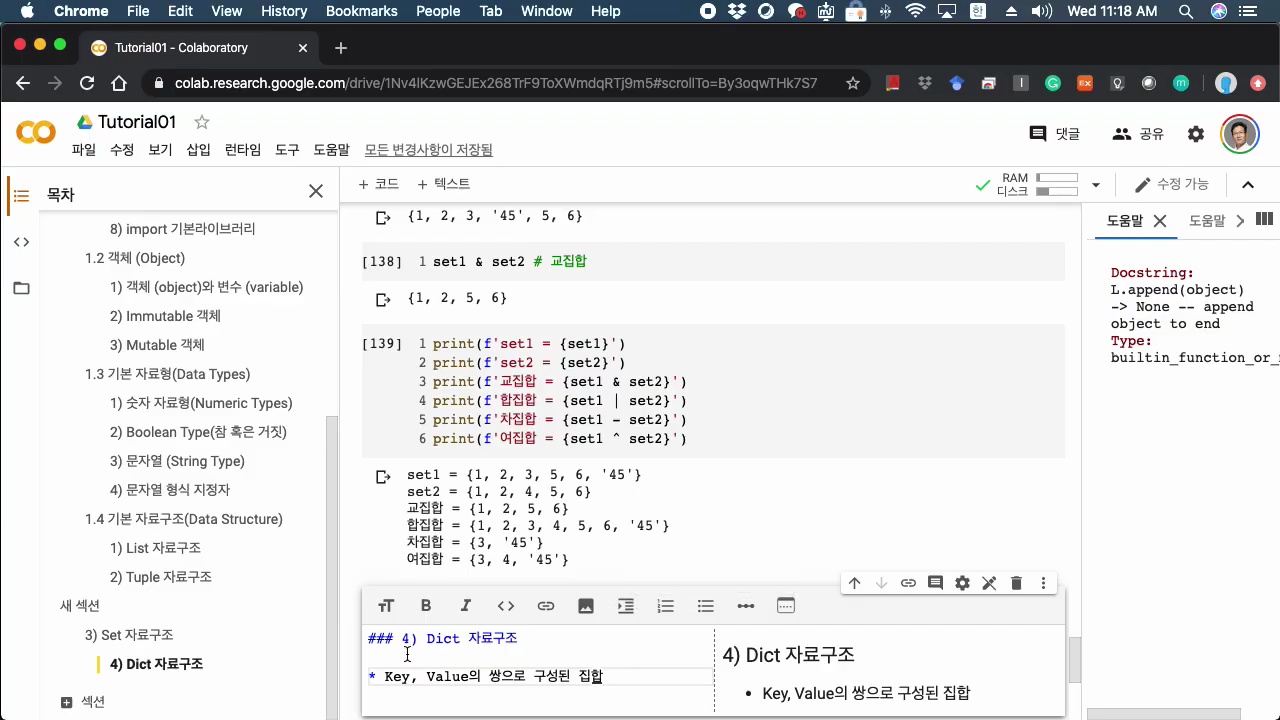 Chrome File Edit View History Bookmarks People Tab Window Help 한 Wed 11:18 AM
Tutorial01 - Colaboratory
colab.research.google.com/drive/1Nv4lKzwGEJEx268TrF9ToXWmdqRTj9m5#scrollTo=By3oqwTHk7S7
Tutorial01
댓글 공유
파일 수정 보기 삽입 런타임 도구 도움말 모든 변경사항이 저장됨
목차
+ 코드 + 텍스트
RAM
디스크
수정 가능
8) import 기본라이브러리
1.2 객체 (Object)
1) 객체 (object)와 변수 (variable)
2) Immutable 객체
3) Mutable 객체
1.3 기본 자료형(Data Types)
1) 숫자 자료형(Numeric Types)
2) Boolean Type(참 혹은 거짓)
3) 문자열 (String Type)
4) 문자열 형식 지정자
1.4 기본 자료구조(Data Structure)
1) List 자료구조
2) Tuple 자료구조
새 섹션
3) Set 자료구조
4) Dict 자료구조
섹션
{1, 2, 3, '45', 5, 6}
[138] 1 set1 & set2 # 교집합
{1, 2, 5, 6}
[139] 1 print(f'set1 = {set1}')
2 print(f'set2 = {set2}')
3 print(f'교집합 = {set1 & set2}')
4 print(f'합집합 = {set1 | set2}')
5 print(f'차집합 = {set1 - set2}')
6 print(f'여집합 = {set1 ^ set2}')
set1 = {1, 2, 3, 5, 6, '45'}
set2 = {1, 2, 4, 5, 6}
교집합 = {1, 2, 5, 6}
합집합 = {1, 2, 3, 4, 5, 6, '45'}
차집합 = {3, '45'}
여집합 = {3, 4, '45'}
### 4) Dict 자료구조
* Key, Value의 쌍으로 구성된 집합
4) Dict 자료구조
• Key, Value의 쌍으로 구성된 집합
도움말 도움말
Docstring:
L.append(object)
-> None -- append
object to end
Type:
builtin_function_or_